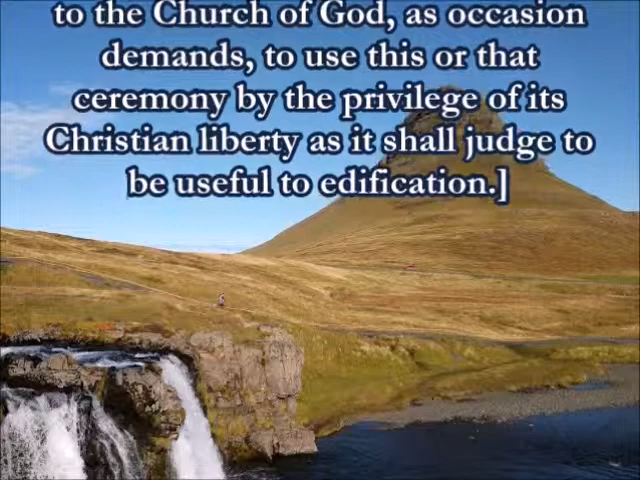 to the Church of God, as occasion
demands, to use this or that
ceremony by the privilege of its
Christian liberty as it shall judge to
be useful to edification.]